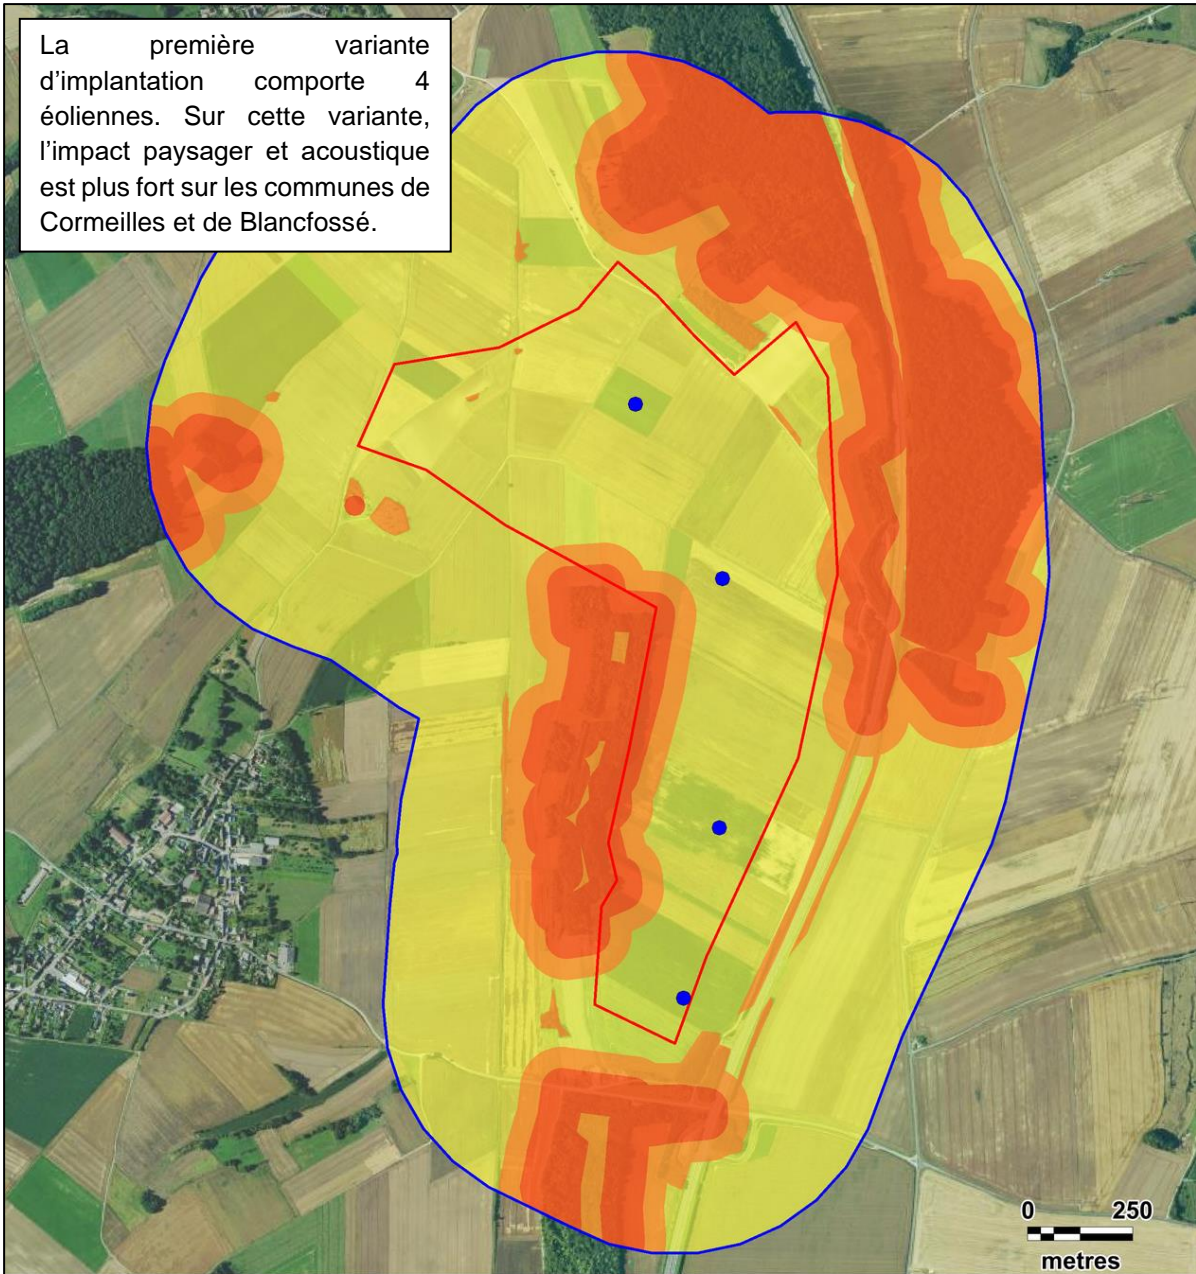 La première variante
d'implantation comporte 4
éoliennes. Sur cette variante,
l'impact paysager et acoustique
est plus fort sur les communes de
Cormeilles et de Blancfossé.
0 250
metres